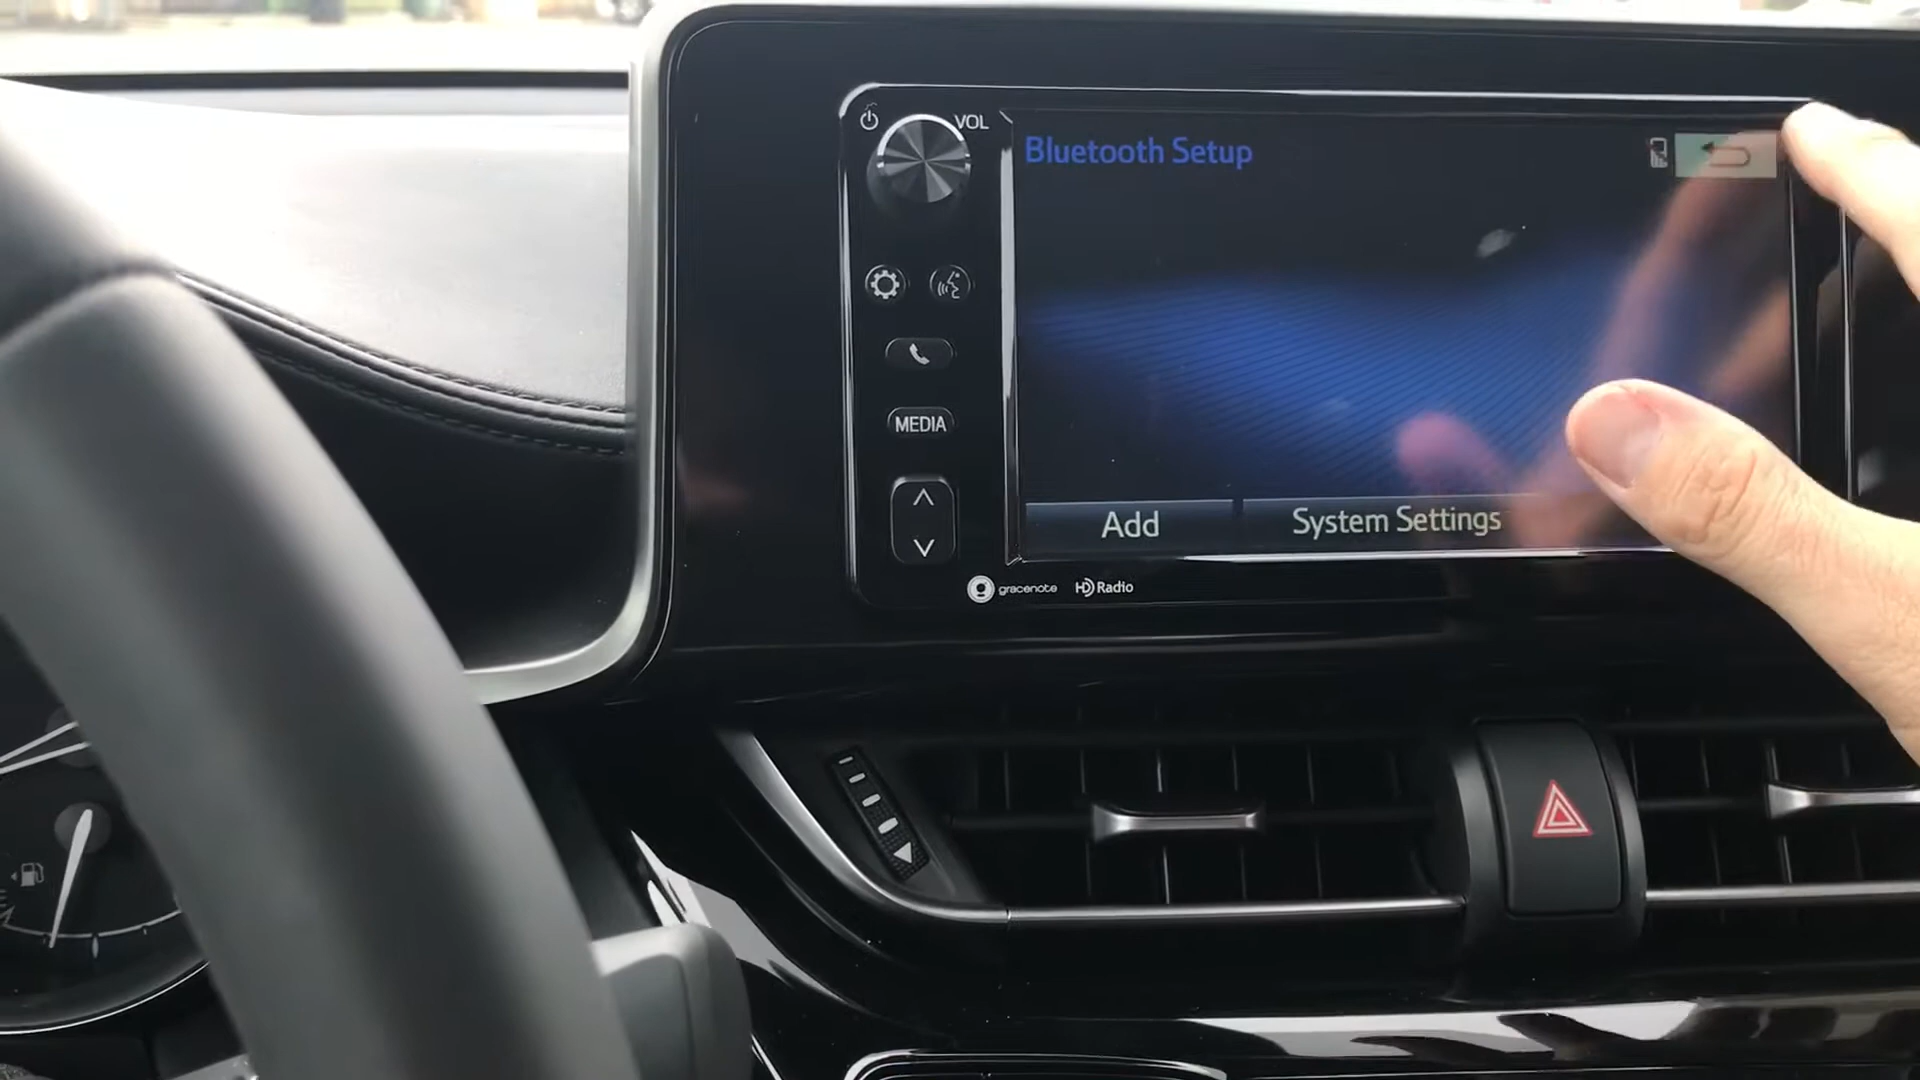 VOL
Bluetooth Setup
MEDIA
Add
System Settings
gracenote
HD Radio